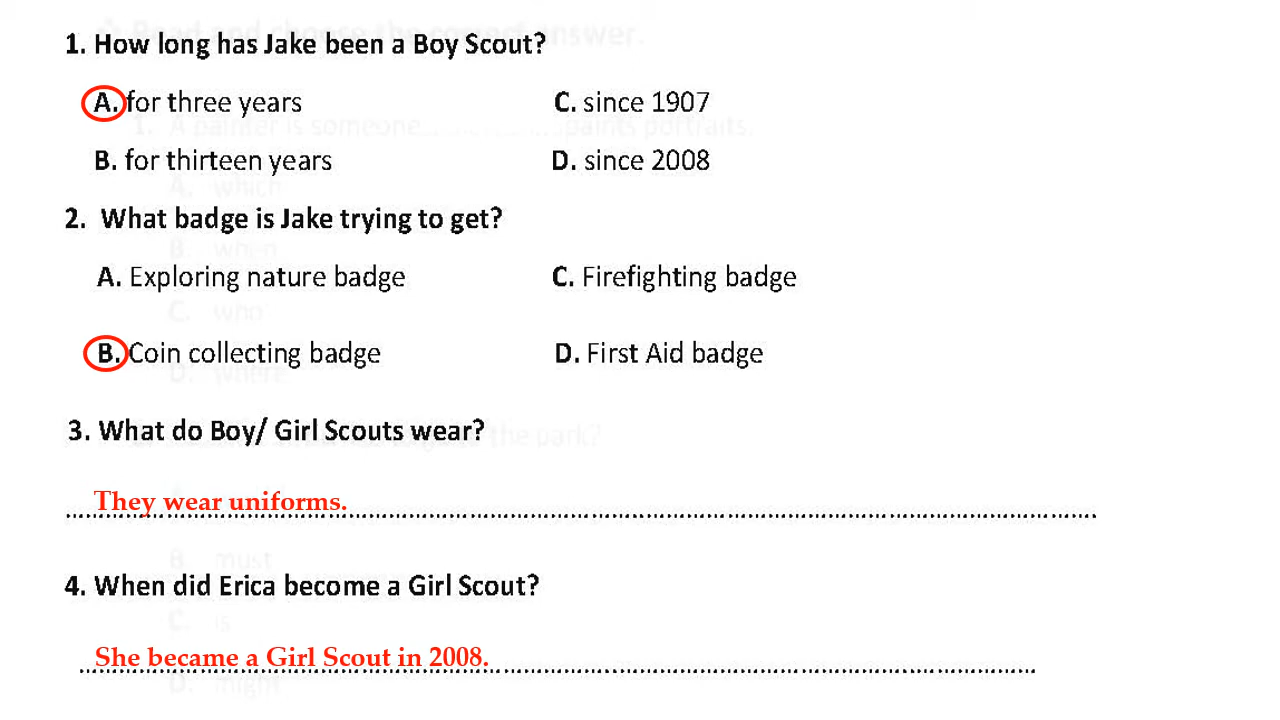 1. How long has Jake been a Boy Scout?
A. for three years
C. since 1907
B. for thirteen years
D. since 2008
2. What badge is Jake trying to get?
A. Exploring nature badge
C. Firefighting badge
B. Coin collecting badge
D. First Aid badge
3. What do Boy/ Girl Scouts wear?
They wear uniforms.
4. When did Erica become a Girl Scout?
She became a Girl Scout in 2008.